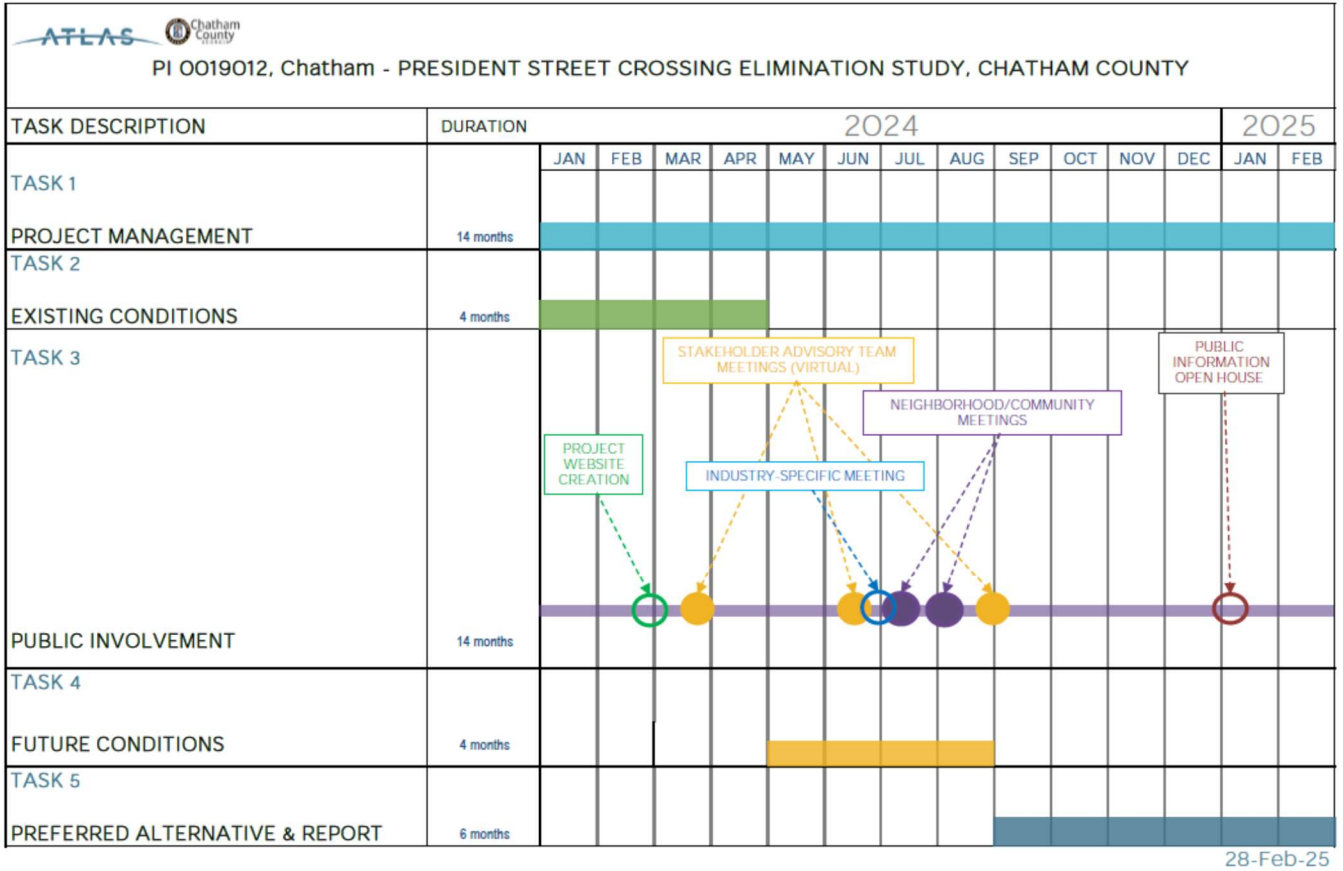 ATLAS
Chatham
County
GEORGIA
PI 0019012, Chatham - PRESIDENT STREET CROSSING ELIMINATION STUDY, CHATHAM COUNTY
TASK DESCRIPTION DURATION 2024 2025
JAN FEB MAR APR MAY JUN JUL AUG SEP OCT NOV DEC JAN FEB
TASK 1
PROJECT MANAGEMENT 14 months
TASK 2
EXISTING CONDITIONS 4 months
TASK 3
STAKEHOLDER ADVISORY TEAM
MEETINGS (VIRTUAL)
PUBLIC
INFORMATION
OPEN HOUSE
NEIGHBORHOOD/COMMUNITY
MEETINGS
PROJECT
WEBSITE
CREATION
INDUSTRY-SPECIFIC MEETING
PUBLIC INVOLVEMENT 14 months
TASK 4
FUTURE CONDITIONS 4 months
TASK 5
PREFERRED ALTERNATIVE & REPORT 6 months
28-Feb-25